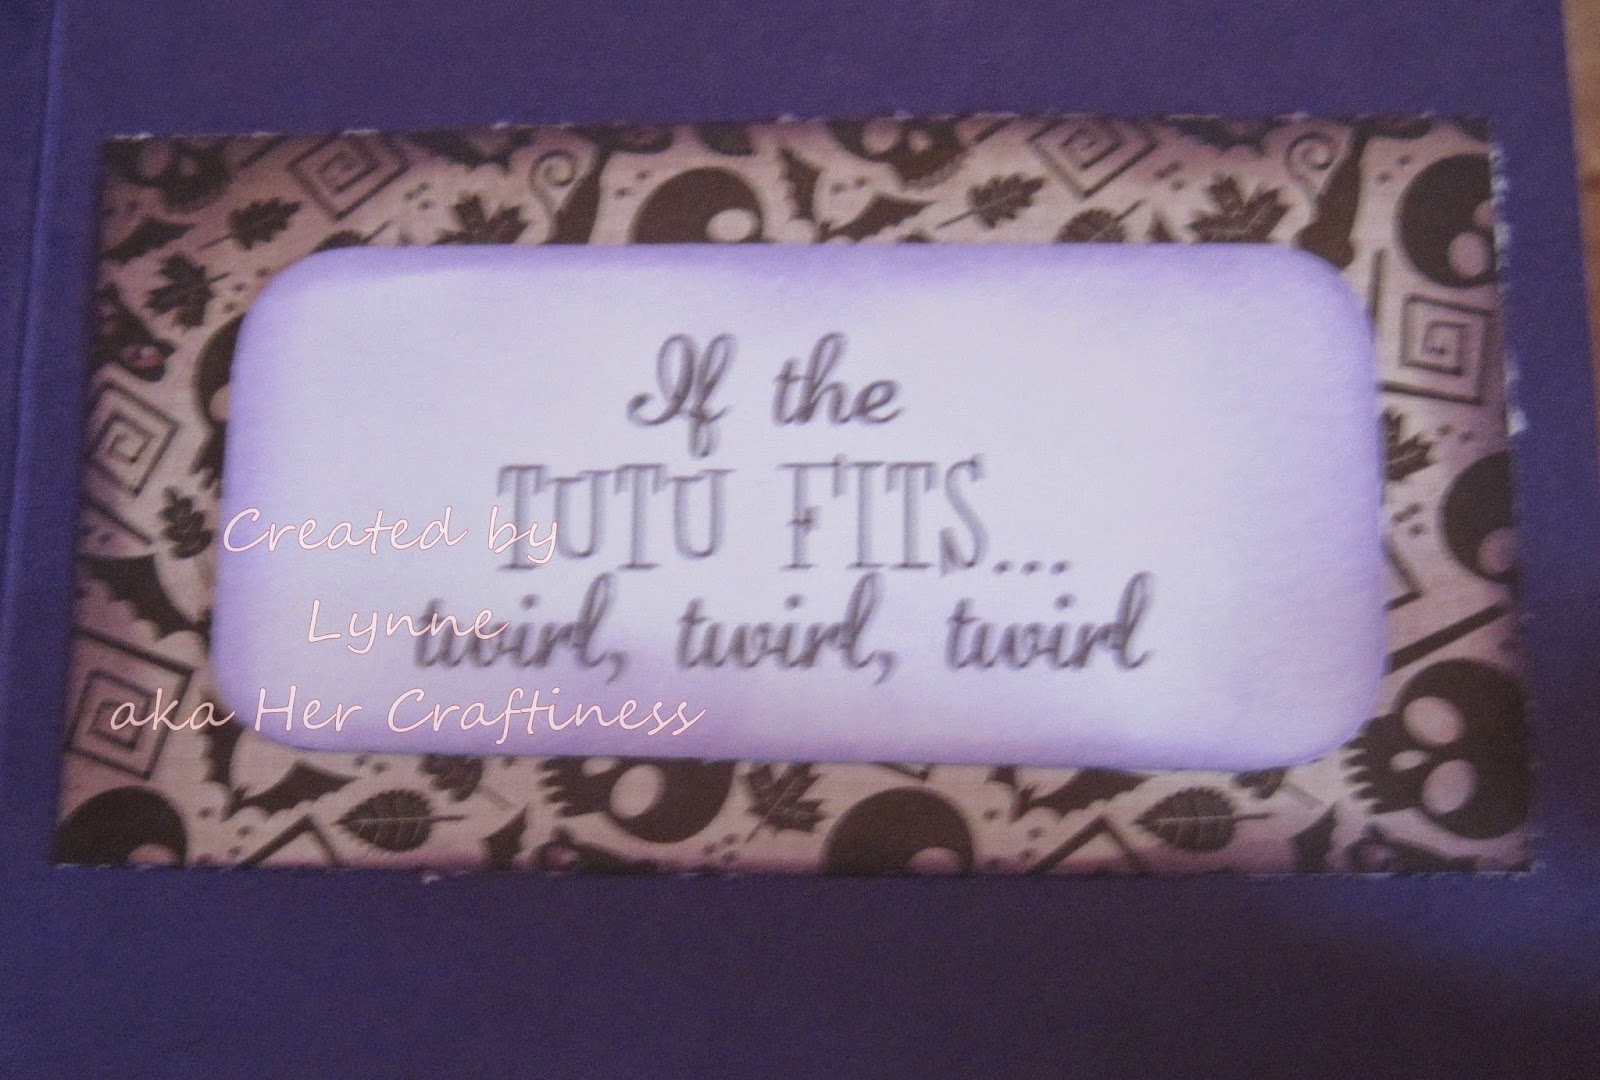 If the
TUTU FITS...
twirl, twirl, twirl
Created by
Lynne
aka Her Craftiness